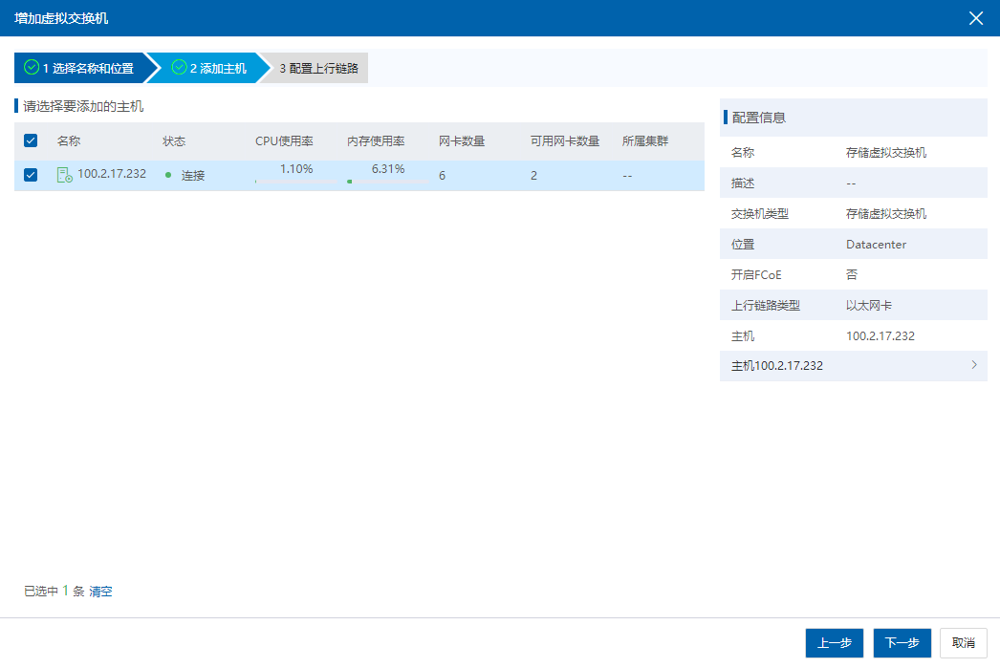 增加虚拟交换机
1 选择名称和位置
2 添加主机
3 配置上行链路
请选择要添加的主机
名称 状态 CPU使用率 内存使用率 网卡数量 可用网卡数量 所属集群
100.2.17.232 连接 1.10% 6.31% 6 2 --
已选中 1 条 清空
配置信息
名称 存储虚拟交换机
描述 --
交换机类型 存储虚拟交换机
位置 Datacenter
开启FCoE 否
上行链路类型 以太网卡
主机 100.2.17.232
主机100.2.17.232
上一步 下一步 取消